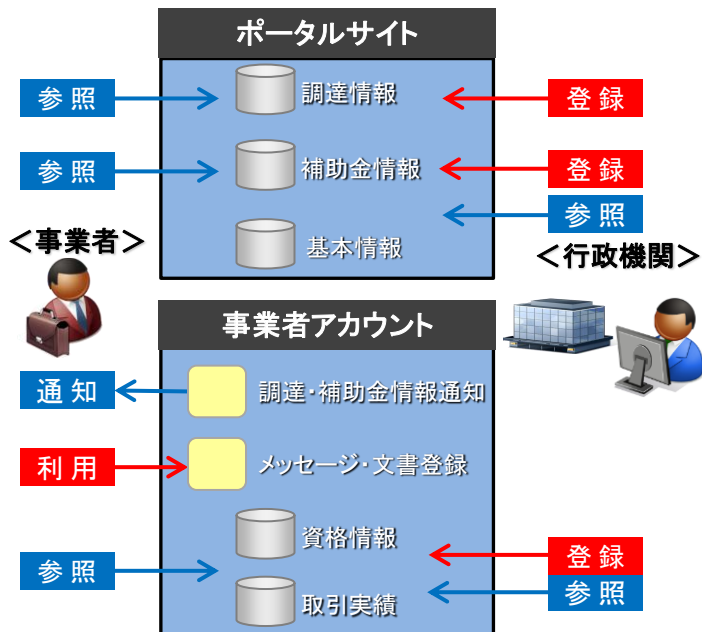 ポータルサイト
参照
調達情報
登録
参照
補助金情報
登録
参照
基本情報
＜事業者＞
＜行政機関＞
事業者アカウント
通知
調達・補助金情報通知
利用
メッセージ・文書登録
資格情報
登録
参照
参照
取引実績